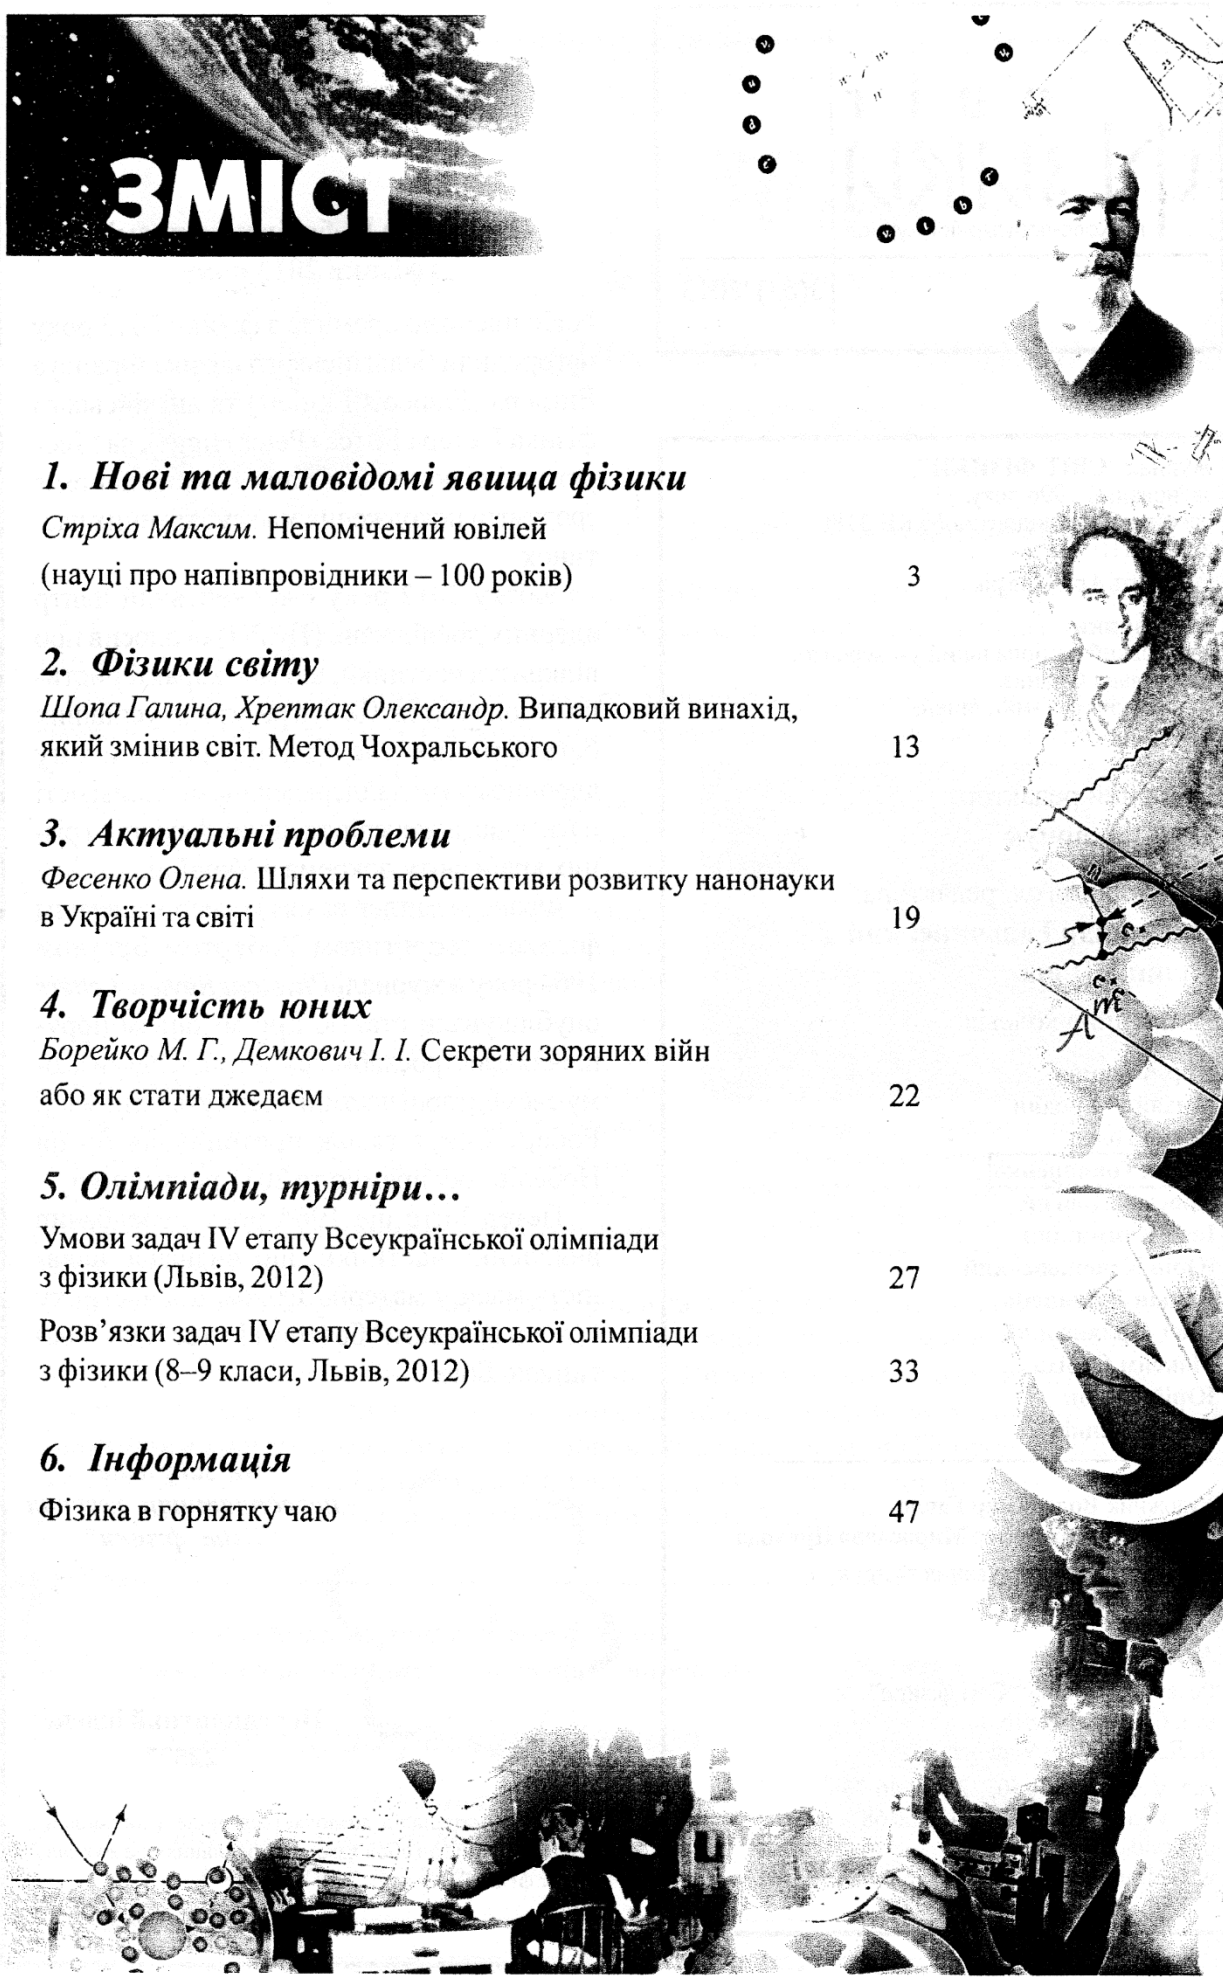 ЗМІСТ
1. Нові та маловідомі явища фізики
Стріха Максим. Непомічений ювілей
(науці про напівпровідники – 100 років) 3
2. Фізики світу
Шопа Галина, Хрептак Олександр. Випадковий винахід,
який змінив світ. Метод Чохральського 13
3. Актуальні проблеми
Фесенко Олена. Шляхи та перспективи розвитку нанонауки
в Україні та світі 19
4. Творчість юних
Борейко М. Г., Демкович І. І. Секрети зоряних війн
або як стати джедаєм 22
5. Олімпіади, турніри...
Умови задач IV етапу Всеукраїнської олімпіади
з фізики (Львів, 2012) 27
Розв’язки задач IV етапу Всеукраїнської олімпіади
з фізики (8–9 класи, Львів, 2012) 33
6. Інформація
Фізика в горнятку чаю 47